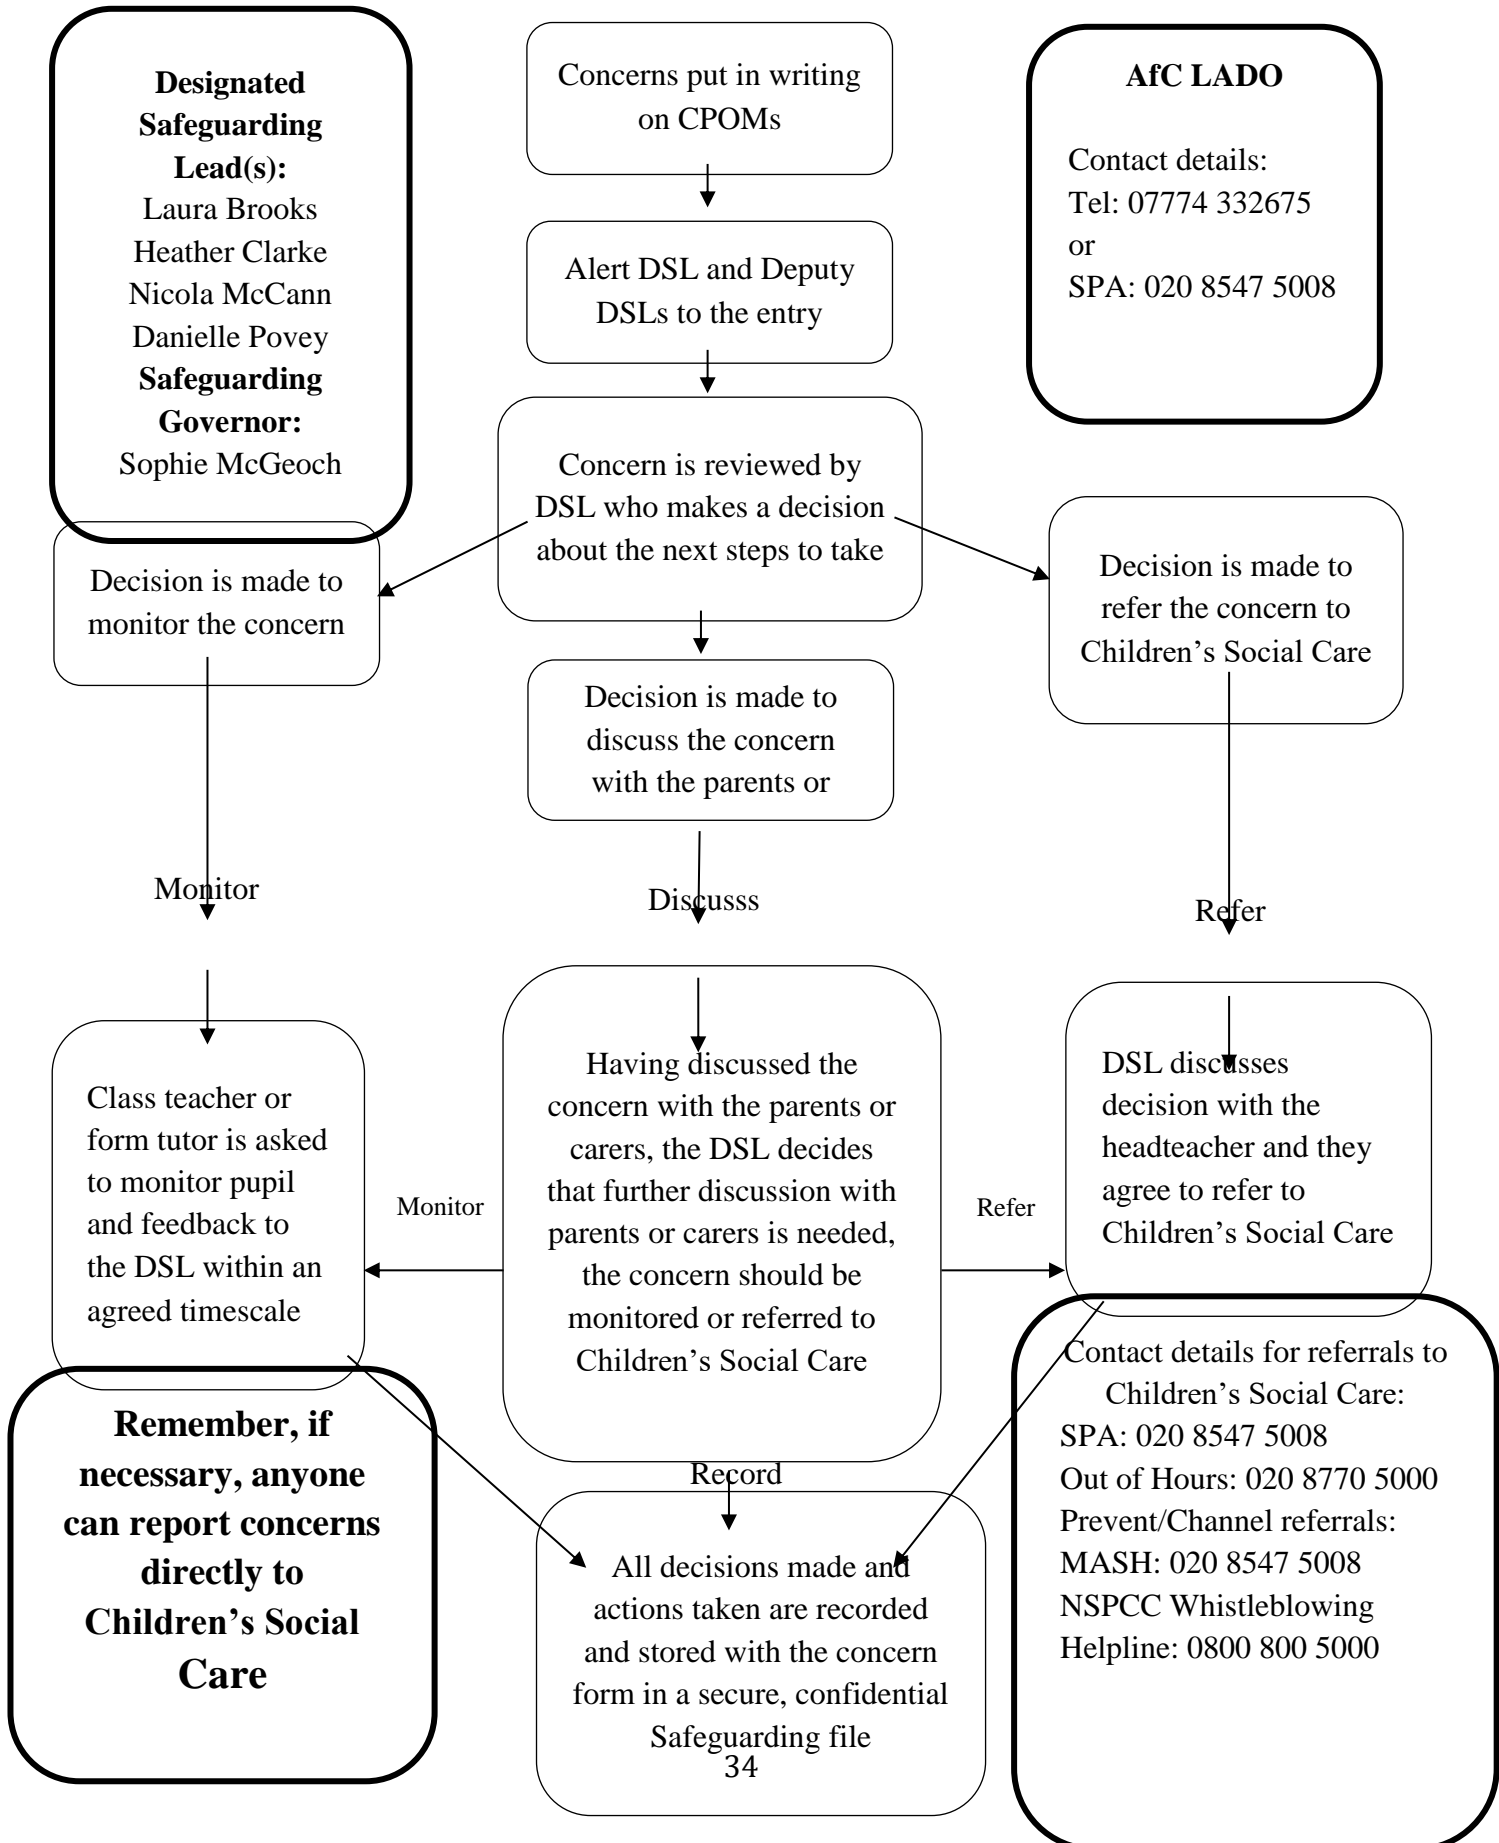 Designated
Safeguarding
Lead(s):
Laura Brooks
Heather Clarke
Nicola McCann
Danielle Povey
Safeguarding
Governor:
Sophie McGeoch
Concerns put in writing
on CPOMs
AfC LADO
Contact details:
Tel: 07774 332675
or
SPA: 020 8547 5008
Alert DSL and Deputy
DSLs to the entry
Concern is reviewed by
DSL who makes a decision
about the next steps to take
Decision is made to
monitor the concern
Decision is made to
discuss the concern
with the parents or
Decision is made to
refer the concern to
Children’s Social Care
Monitor
Discusss
Refer
Class teacher or
form tutor is asked
to monitor pupil
and feedback to
the DSL within an
agreed timescale
Monitor
Having discussed the
concern with the parents or
carers, the DSL decides
that further discussion with
parents or carers is needed,
the concern should be
monitored or referred to
Children’s Social Care
Refer
DSL discusses
decision with the
headteacher and they
agree to refer to
Children’s Social Care
Remember, if
necessary, anyone
can report concerns
directly to
Children’s Social
Care
Record
All decisions made and
actions taken are recorded
and stored with the concern
form in a secure, confidential
Safeguarding file
Contact details for referrals to
Children’s Social Care:
SPA: 020 8547 5008
Out of Hours: 020 8770 5000
Prevent/Channel referrals:
MASH: 020 8547 5008
NSPCC Whistleblowing
Helpline: 0800 800 5000
34